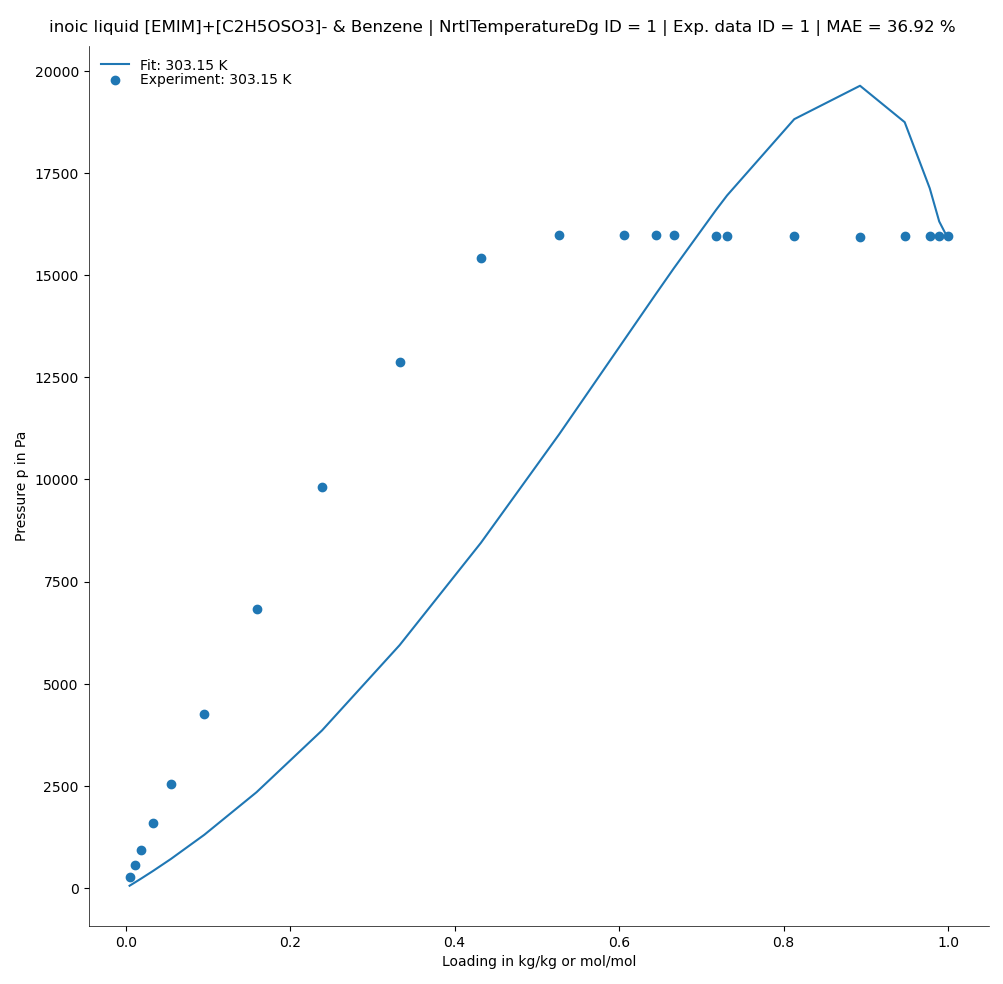 inoic liquid [EMIM]+[C2H5OSO3]- & Benzene | NrtlTemperatureDg ID = 1 | Exp. data ID = 1 | MAE = 36.92 %
Fit: 303.15 K
Experiment: 303.15 K
20000
17500
15000
12500
10000
7500
5000
2500
0
Pressure p in Pa
0.0 0.2 0.4 0.6 0.8 1.0
Loading in kg/kg or mol/mol